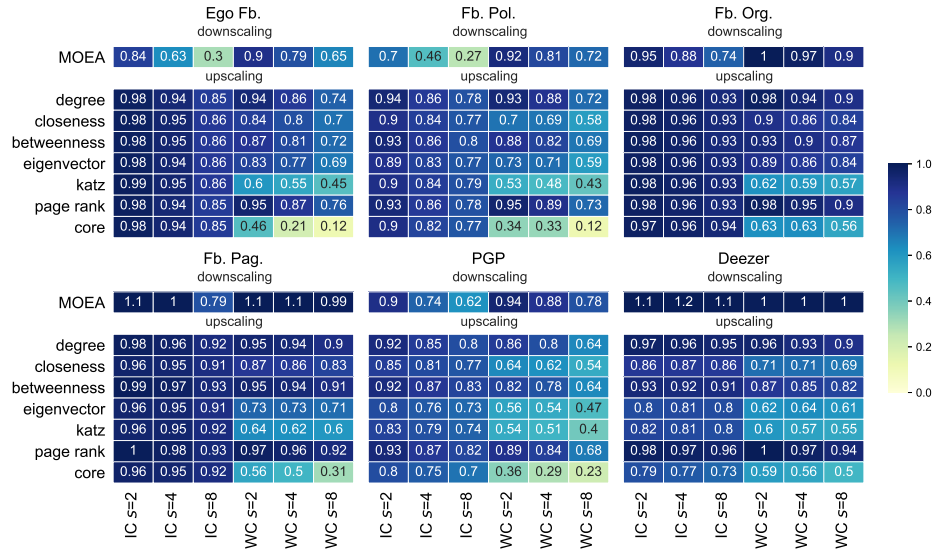 Ego Fb. Fb. Pol. Fb. Org.
downscaling downscaling downscaling
MOEA 0.84 0.63 0.3 0.9 0.79 0.65 0.7 0.46 0.27 0.92 0.81 0.72 0.95 0.88 0.74 1 0.97 0.9
upscaling upscaling upscaling
degree 0.98 0.94 0.85 0.94 0.86 0.74 0.94 0.86 0.78 0.93 0.88 0.72 0.98 0.96 0.93 0.98 0.94 0.9
closeness 0.98 0.95 0.86 0.84 0.8 0.7 0.9 0.84 0.77 0.7 0.69 0.58 0.98 0.96 0.93 0.9 0.86 0.84
betweenness 0.98 0.95 0.86 0.87 0.81 0.72 0.93 0.86 0.8 0.88 0.82 0.69 0.98 0.96 0.93 0.93 0.9 0.87
eigenvector 0.98 0.94 0.86 0.83 0.77 0.69 0.89 0.83 0.77 0.73 0.71 0.59 0.98 0.96 0.93 0.89 0.86 0.84
katz 0.99 0.95 0.86 0.6 0.55 0.45 0.9 0.84 0.79 0.53 0.48 0.43 0.98 0.96 0.93 0.62 0.59 0.57
page rank 0.98 0.94 0.85 0.95 0.87 0.76 0.93 0.86 0.8 0.95 0.89 0.73 0.98 0.96 0.93 0.98 0.95 0.9
core 0.98 0.94 0.85 0.46 0.21 0.12 0.9 0.82 0.77 0.34 0.33 0.12 0.97 0.96 0.94 0.63 0.63 0.56
1.0
0.8
0.6
0.4
0.2
0.0
Fb. Pag. PGP Deezer
downscaling downscaling downscaling
MOEA 1.1 1 0.79 1.1 1.1 0.99 0.9 0.74 0.62 0.94 0.88 0.78 1.1 1.2 1.1 1 1 1
upscaling upscaling upscaling
degree 0.98 0.96 0.92 0.95 0.94 0.9 0.92 0.85 0.8 0.86 0.8 0.64 0.97 0.96 0.95 0.96 0.93 0.9
closeness 0.96 0.95 0.91 0.87 0.86 0.83 0.85 0.81 0.77 0.64 0.62 0.54 0.86 0.87 0.86 0.71 0.71 0.69
betweenness 0.99 0.97 0.93 0.95 0.94 0.91 0.92 0.87 0.83 0.82 0.78 0.64 0.93 0.92 0.91 0.87 0.85 0.82
eigenvector 0.96 0.95 0.91 0.73 0.73 0.71 0.8 0.76 0.73 0.56 0.54 0.47 0.8 0.81 0.8 0.62 0.64 0.61
katz 0.96 0.95 0.92 0.64 0.62 0.6 0.83 0.79 0.74 0.54 0.51 0.4 0.82 0.81 0.8 0.6 0.57 0.55
page rank 1 0.98 0.93 0.97 0.96 0.92 0.93 0.87 0.82 0.89 0.84 0.68 0.98 0.97 0.96 1 0.97 0.94
core 0.96 0.95 0.92 0.56 0.5 0.31 0.8 0.75 0.7 0.36 0.29 0.23 0.79 0.77 0.73 0.59 0.56 0.5
IC s=2 IC s=4 IC s=8 WC s=2 WC s=4 WC s=8 IC s=2 IC s=4 IC s=8 WC s=2 WC s=4 WC s=8 IC s=2 IC s=4 IC s=8 WC s=2 WC s=4 WC s=8